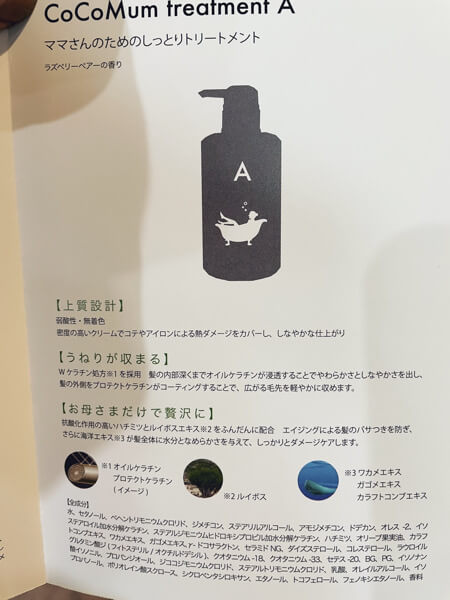 CoCoMum treatment A
ママさんのためのしっとりトリートメント
ラズベリーペアーの香り
A
【上質設計】
弱酸性・無着色
密度の高いクリームでコテやアイロンによる熱ダメージをカバーし、しなやかな仕上がり
【うねりが収まる】
Wケラチン処方※1を採用 髪の内部深くまでオイルケラチンが浸透することでやわらかさとしなやかさを出し、
髪の外側をプロテクトケラチンがコーティングすることで、広がる毛先を軽やかに収めます。
【お母さまだけで贅沢に】
抗酸化作用の高いハチミツとルイボスエキス※2をふんだんに配合 エイジングによる髪のパサつきを防ぎ、
さらに海洋エキス※3が髪全体に水分となめらかさを与えて、しっかりとダメージケアします。
※1 オイルケラチン
プロテクトケラチン
(イメージ)
※2 ルイボス
※3 ワカメエキス
ガゴメエキス
カラフトコンブエキス
【全成分】
水、セタノール、ベヘントリモニウムクロリド、ジメチコン、ステアリルアルコール、アモジメチコン、ドデカン、オレス-2、イソ
ステアロイル加水分解ケラチン、ステアルジモニウムヒドロキシプロピル加水分解ケラチン、ハチミツ、オリーブ果実油、カラフ
トコンブエキス、ワカメエキス、ガゴメエキス、γ-ドコサラクトン、セラミドNG、ダイズステロール、コレステロール、ラウロイル
グルタミン酸ジ(フィトステリル/オクチルドデシル)、クオタニウム-18、クオタニウム-33、セテス-20、BG、PG、イソノナン
酸イソノニル、プロパンジオール、ジココジモニウムクロリド、ステアルトリモニウムクロリド、乳酸、オレイルアルコール、イソ
プロパノール、ポリオレイン酸スクロース、シクロペンタシロキサン、エタノール、トコフェロール、フェノキシエタノール、香料